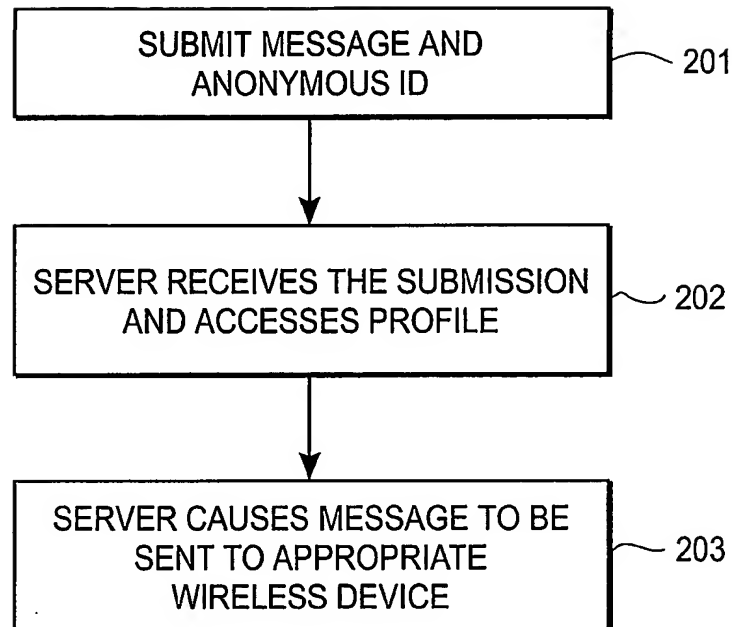 SUBMIT MESSAGE AND
ANONYMOUS ID
201
SERVER RECEIVES THE SUBMISSION
AND ACCESSES PROFILE
202
SERVER CAUSES MESSAGE TO BE
SENT TO APPROPRIATE
WIRELESS DEVICE
203